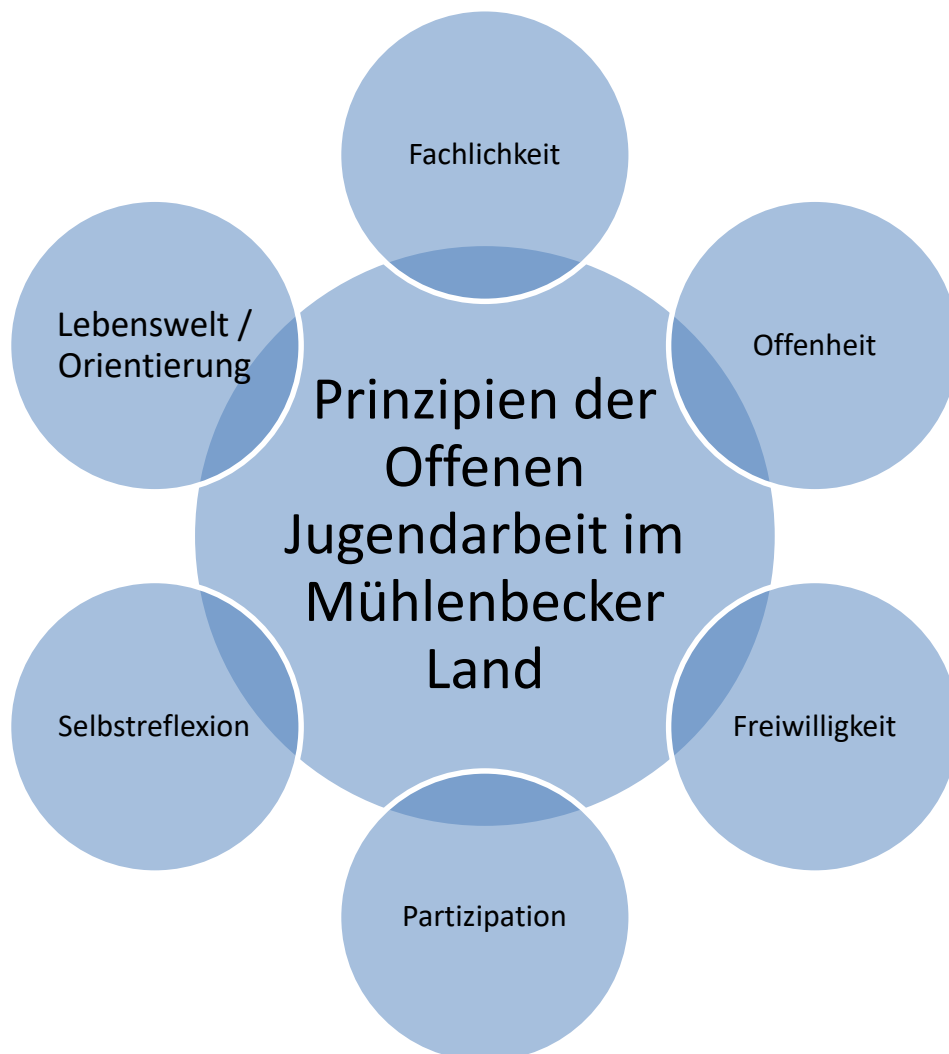 Fachlichkeit
Lebenswelt /
Orientierung
Offenheit
Prinzipien der
Offenen
Jugendarbeit im
Mühlenbecker
Land
Selbstreflexion
Freiwilligkeit
Partizipation